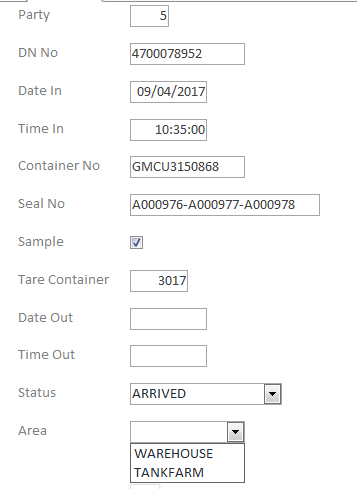 Party 5
DN No 4700078952
Date In 09/04/2017
Time In 10:35:00
Container No GMCU3150868
Seal No A000976-A000977-A000978
Sample
Tare Container 3017
Date Out
Time Out
Status ARRIVED
Area
WAREHOUSE
TANKFARM